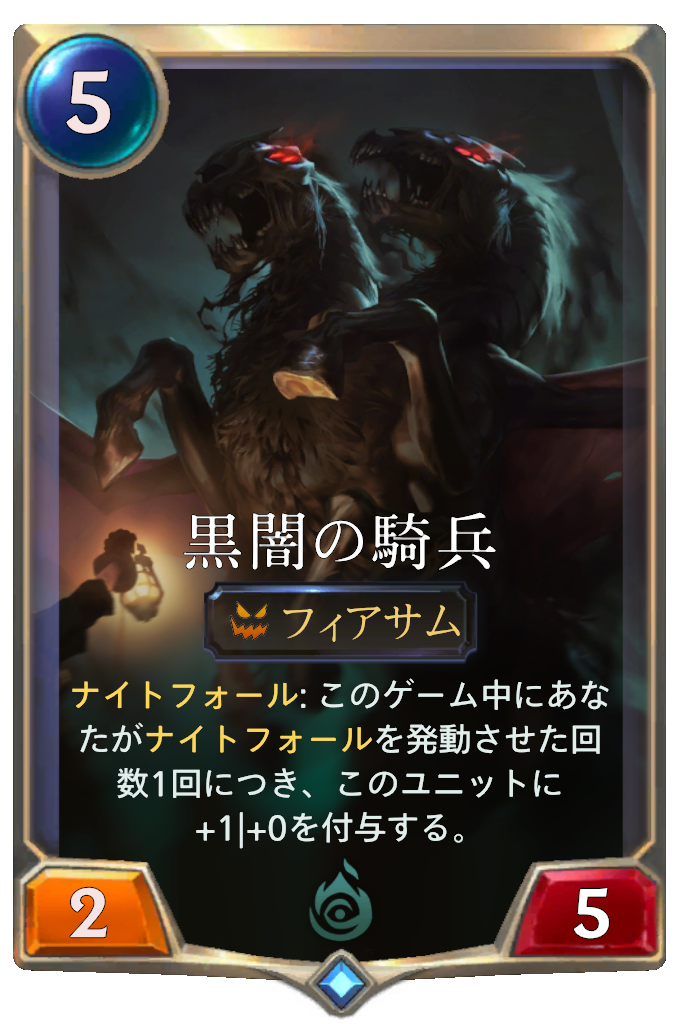 5
黒闇の騎兵
フィアサム
ナイトフォール: このゲーム中にあな
たがナイトフォールを発動させた回
数1回につき、このユニットに
+1|+0を付与する。
2
5